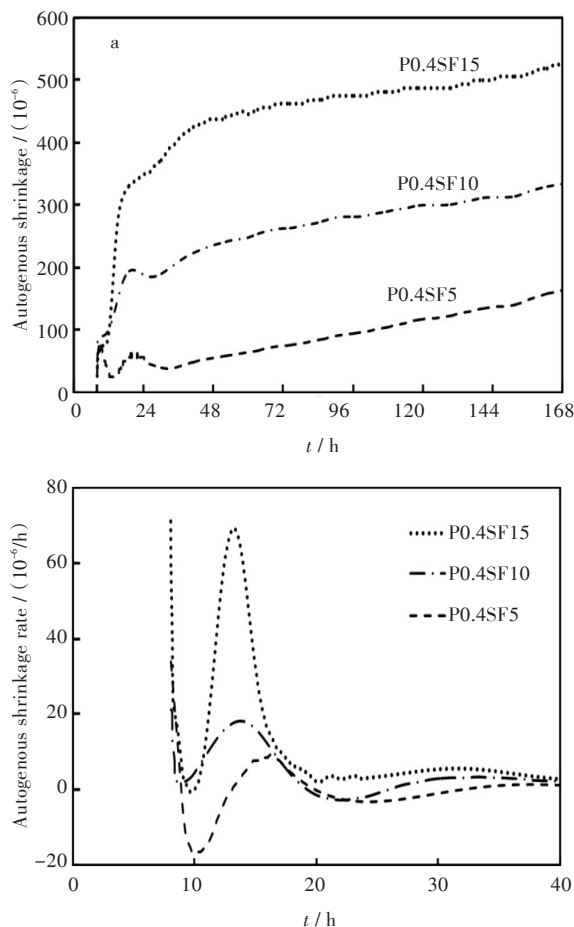 600
a
500
400
300
200
100
0
Autogenous shrinkage / (10⁻⁶)
P0.4SF15
P0.4SF10
P0.4SF5
0 24 48 72 96 120 144 168
t / h
80
60
40
20
0
−20
Autogenous shrinkage rate / (10⁻⁶/h)
P0.4SF15
P0.4SF10
P0.4SF5
0 10 20 30 40
t / h